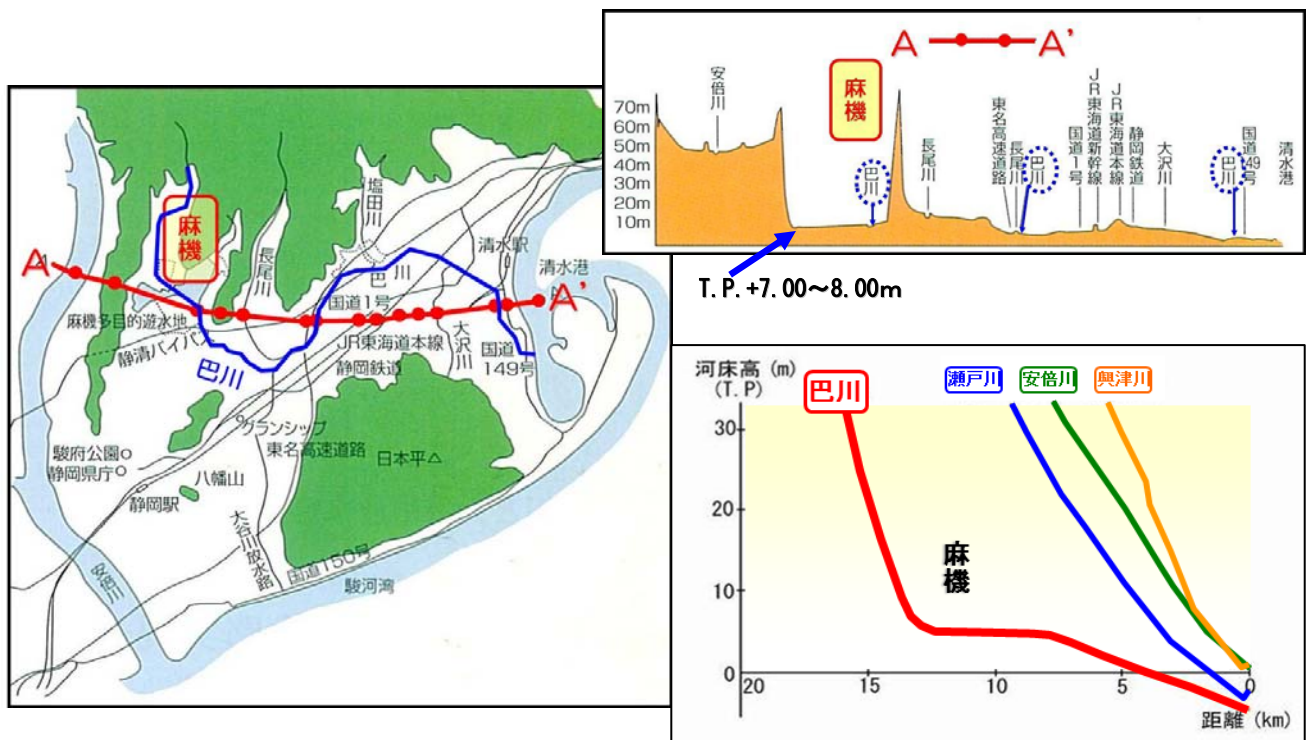 A
麻機
長尾川
塩田川
巴川
清水駅
清水港
国道1号
A'
麻機多目的遊水地
静清バイパス
巴川
JR東海道本線
静岡鉄道
大沢川
国道
149号
グランシップ
東名高速道路
日本平△
駿府公園○
静岡県庁○
八幡山
静岡駅
大谷川放水路
国道150号
駿河湾
安倍川
A A'
70m
60m
50m
40m
30m
20m
10m
安倍川
麻機
巴川
長尾川
東名高速道路
長尾川
巴川
国道1号
JR東海道新幹線
JR東海道本線
静岡鉄道
大沢川
巴川
国道149号
清水港
T.P.+7.00～8.00m
河床高(m)
(T.P)
巴川
瀬戸川
安倍川
興津川
麻機
30
20
10
0
20
15
10
5
0
距離(km)